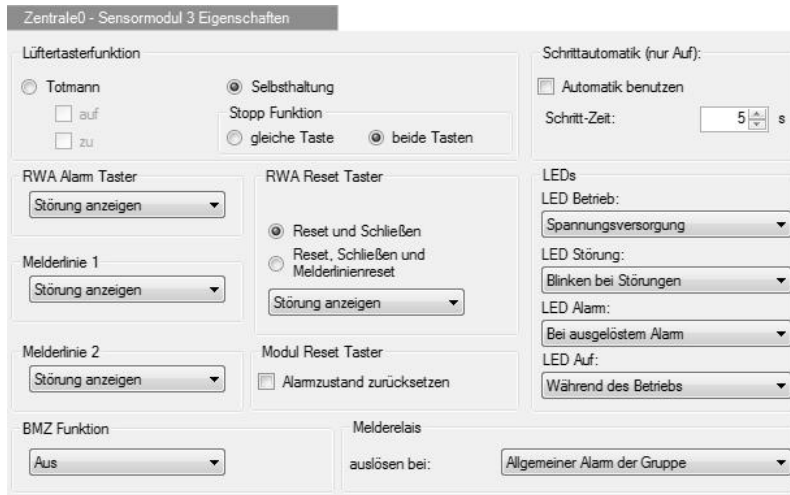 Zentrale0 - Sensormodul 3 Eigenschaften
Lüftertasterfunktion
Totmann
auf
zu
Selbsthaltung
Stopp Funktion
gleiche Taste
beide Tasten
Schrittautomatik (nur Auf):
Automatik benutzen
Schritt-Zeit:
5 s
RWA Alarm Taster
Störung anzeigen
Melderlinie 1
Störung anzeigen
Melderlinie 2
Störung anzeigen
RWA Reset Taster
Reset und Schließen
Reset, Schließen und
Melderlinienreset
Störung anzeigen
Modul Reset Taster
Alarmzustand zurücksetzen
LEDs
LED Betrieb:
Spannungsversorgung
LED Störung:
Blinken bei Störungen
LED Alarm:
Bei ausgelöstem Alarm
LED Auf:
Während des Betriebs
BMZ Funktion
Aus
Melderelais
auslösen bei:
Allgemeiner Alarm der Gruppe